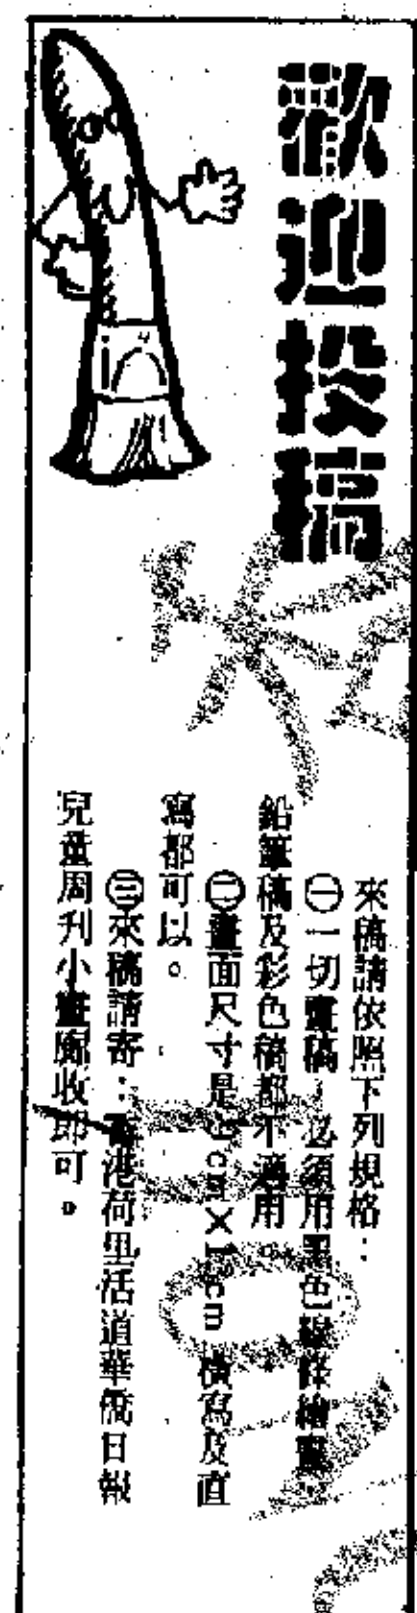 歡迎投稿
來稿請依照下列規格：
㊀一切畫稿，必須用黑色線條繪畫，
鉛筆稿及彩色稿都不適用。
㊁畫面尺寸是 cm×1 cm 橫寫及直
寫都可以。
㊂來稿請寄：香港荷里活道華僑日報
兒童周刊小畫廊收即可。